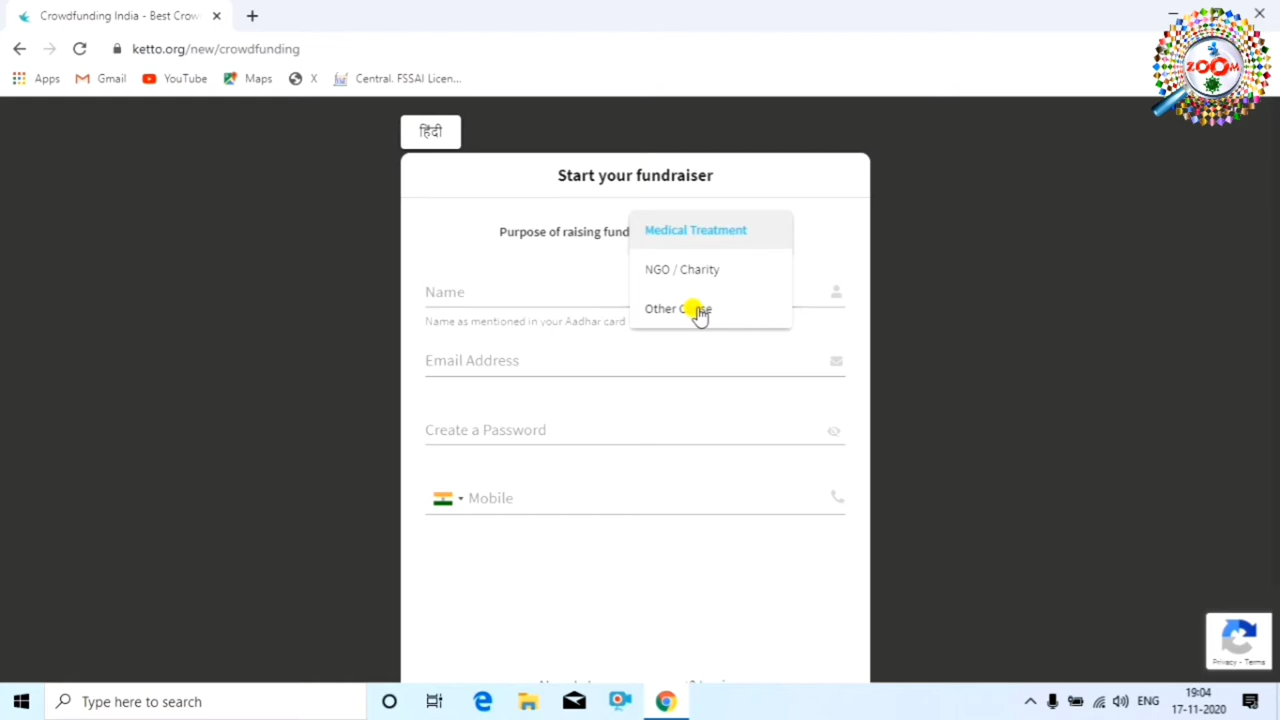 Crowdfunding India - Best Crow
ketto.org/new/crowdfunding
Apps
Gmail
YouTube
Maps
X
Central. FSSAI Licen...
ZOOM
हिंदी
Start your fundraiser
Purpose of raising fund
Medical Treatment
NGO / Charity
Other
Name
Name as mentioned in your Aadhar card
Email Address
Create a Password
Mobile
Privacy - Terms
Type here to search
ENG
19:04
17-11-2020